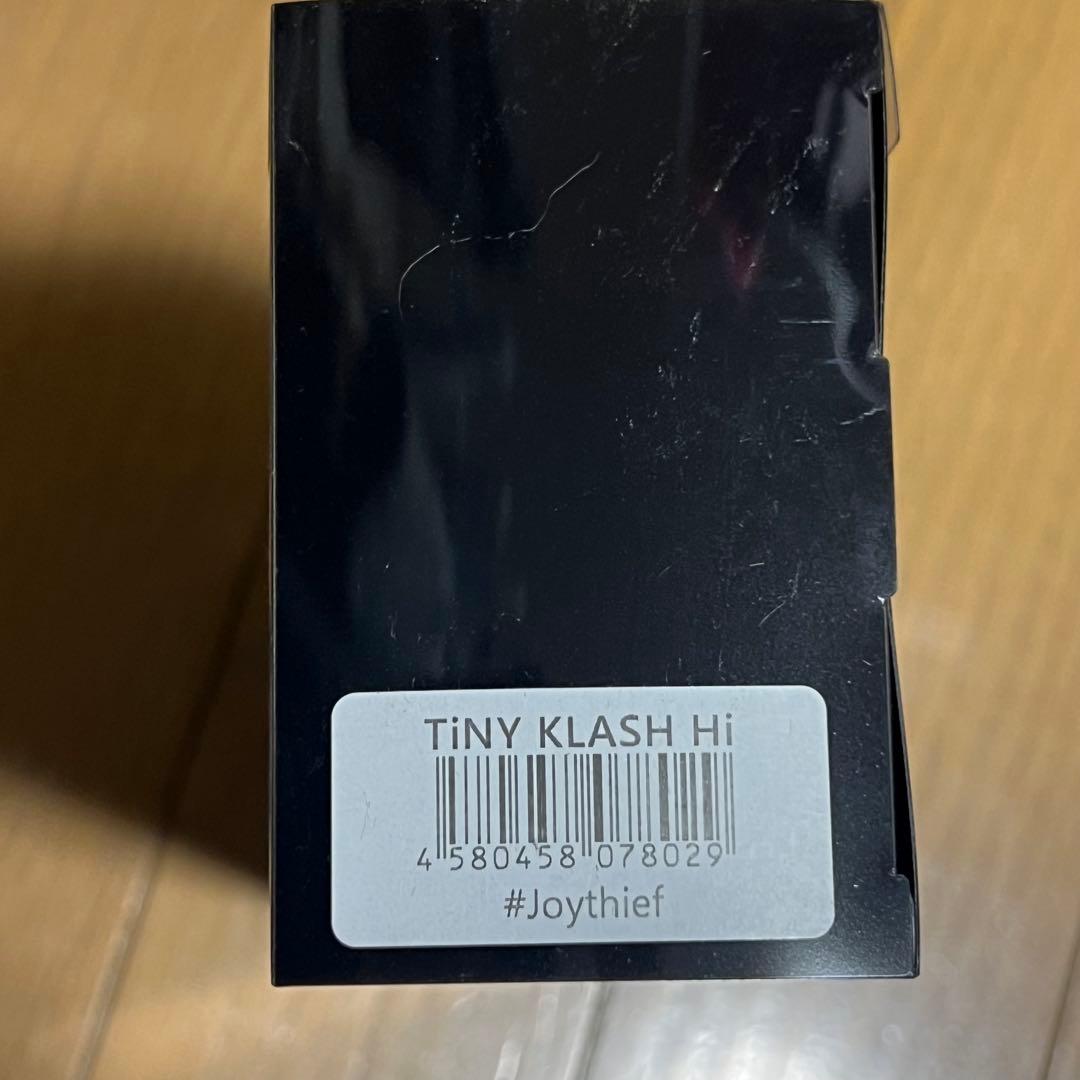 TiNY KLASH Hi
4 580458 078029
#Joythief